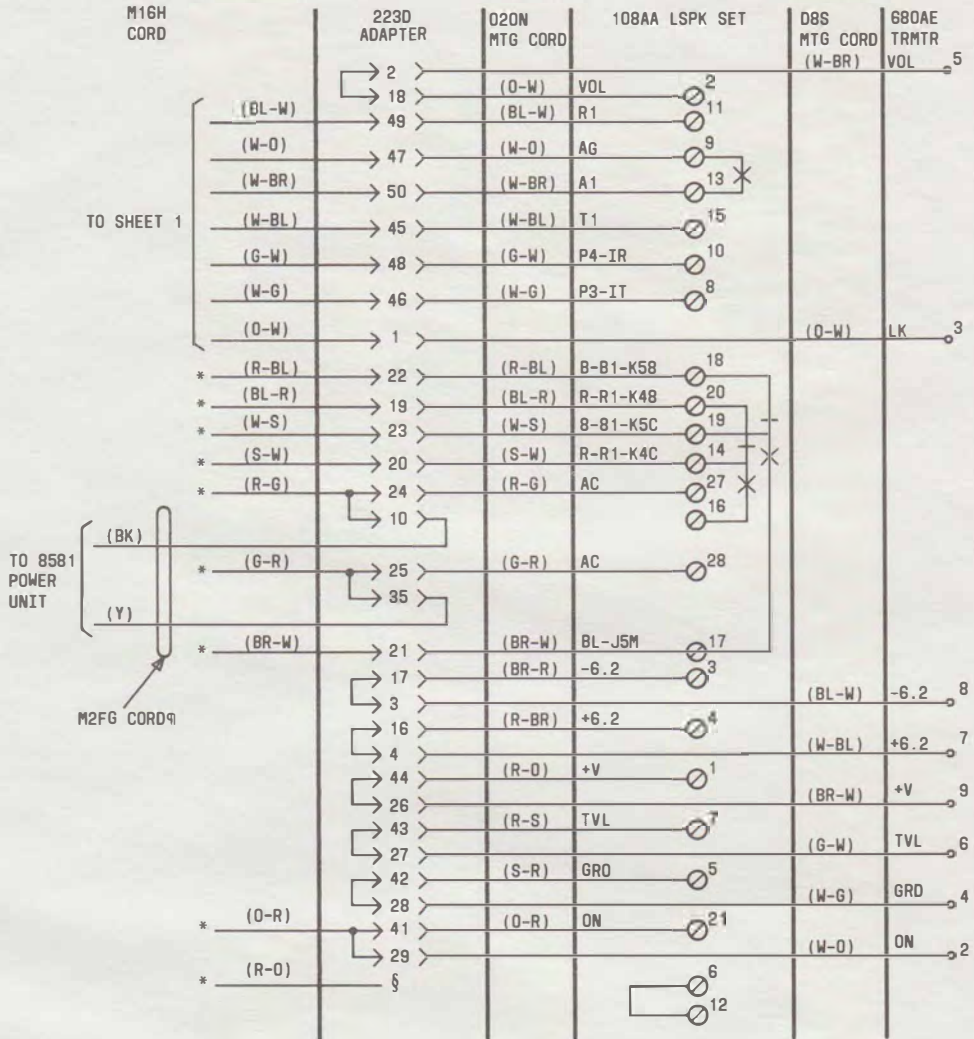 M16H CORD 223D ADAPTER D20N MTG CORD 108AA LSPK SET D8S MTG CORD 680AE TRMTR
2 (W-BR) VOL 5
18 (O-W) VOL 2
(BL-W) 49 (BL-W) R1 11
(W-O) 47 (W-O) AG 9
(W-BR) 50 (W-BR) A1 13
TO SHEET 1 (W-BL) 45 (W-BL) T1 15
(G-W) 48 (G-W) P4-IR 10
(W-G) 46 (W-G) P3-IT 8
(O-W) 1 (O-W) LK 3
* (R-BL) 22 (R-BL) B-B1-K58 18
* (BL-R) 19 (BL-R) R-R1-K48 20
* (W-S) 23 (W-S) 8-81-K5C 19
* (S-W) 20 (S-W) R-R1-K4C 14
* (R-G) 24 (R-G) AC 27
10 16
(BK)
TO 8581 POWER UNIT
* (G-R) 25 (G-R) AC 28
35
(Y)
* (BR-W) 21 (BR-W) BL-J5M 17
17 (BR-R) -6.2 3
3 (BL-W) -6.2 8
M2FG CORD¶
16 (R-BR) +6.2 4
4 (W-BL) +6.2 7
44 (R-O) +V 1
26 (BR-W) +V 9
43 (R-S) TVL 7
27 (G-W) TVL 6
42 (S-R) GRD 5
28 (W-G) GRD 4
* (O-R) 41 (O-R) ON 21
29 (W-O) ON 2
* (R-O) §
6
12